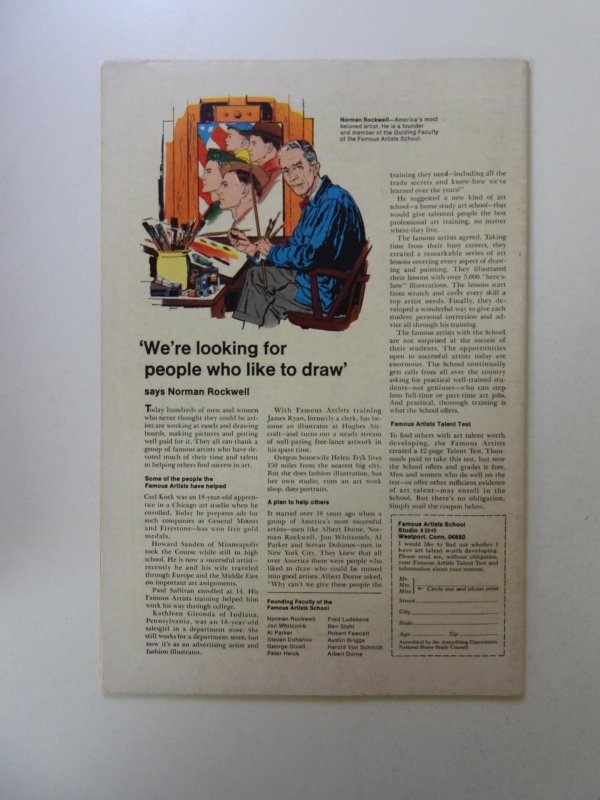 Norman Rockwell—America's most
beloved artist. He is a founder
and member of the Guiding Faculty
of the Famous Artists School.
'We're looking for
people who like to draw'
says Norman Rockwell
Today hundreds of men and women
who never thought they could be art-
ists are working at easels and drawing
boards, making pictures and getting
well paid for it. They all can thank a
group of famous artists who have de-
voted much of their time and talent
to helping others find success in art.
Some of the people the
Famous Artists have helped
Carl Kock was an 18-year-old appren-
tice in a Chicago art studio when he
enrolled. Today he prepares ads for
such companies as General Motors
and Firestone—has won five gold
medals.
Howard Sanden of Minneapolis
took the Course while still in high
school. He is now a successful artist—
recently he and his wife traveled
through Europe and the Middle East
on important art assignments.
Paul Sullivan enrolled at 14. His
Famous Artists training helped him
work his way through college.
Kathleen Gironda of Indiana,
Pennsylvania, was an 18-year-old
salesgirl in a department store. She
still works for a department store, but
now it's as an advertising artist and
fashion illustrator.
With Famous Artists training
James Ryan, formerly a clerk, has be-
come an illustrator at Hughes Air-
craft—and turns out a steady stream
of well-paying free-lance artwork in
his spare time.
Oregon housewife Helen Tryk lives
150 miles from the nearest big city.
But she does fashion illustration, has
her own studio, runs an art work
shop, does portraits.
A plan to help others
It started over 18 years ago when a
group of America's most successful
artists—men like Albert Dorne, Nor-
man Rockwell, Jon Whitcomb, Al
Parker and Stevan Dohanos—met in
New York City. They knew that all
over America there were people who
liked to draw who could be turned
into good artists. Albert Dorne asked,
"Why can't we give these people the
Founding Faculty of the
Famous Artists School
Norman Rockwell
Jon Whitcomb
Al Parker
Stevan Dohanos
George Giusti
Peter Helck
Fred Ludekens
Ben Stahl
Robert Fawcett
Austin Briggs
Harold Von Schmidt
Albert Dorne
training they need—including all the
trade secrets and know-how we've
learned over the years?"
He suggested a new kind of art
school—a home study art school—that
would give talented people the best
professional art training, no matter
where they live.
The famous artists agreed. Taking
time from their busy careers, they
created a remarkable series of art
lessons covering every aspect of draw-
ing and painting. They illustrated
their lessons with over 5,000 "here's-
how" illustrations. The lessons start
from scratch and cover every skill a
top artist needs. Finally, they de-
veloped a wonderful way to give each
student personal correction and ad-
vice all through his training.
The famous artists with the School
are not surprised at the success of
their students. The opportunities
open to successful artists today are
enormous. The School continually
gets calls from all over the country
asking for practical well-trained stu-
dents—not geniuses—who can step
into full-time or part-time art jobs.
And practical, thorough training is
what the School offers.
Famous Artists Talent Test
To find others with art talent worth
developing, the Famous Artists
created a 12-page Talent Test. Thou-
sands paid to take this test, but now
the School offers and grades it free.
Men and women who do well on the
test—or offer other sufficient evidence
of art talent—may enroll in the
School. But there's no obligation.
Simply mail the coupon below.
Famous Artists School
Studio
Westport, Conn. 06880
I would like to find out whether I
have art talent worth developing.
Please send me, without obligation,
your Famous Artists Talent Test and
information about your courses.
Mr.
Mrs.
Miss
Circle one and please print
Street
City
State
Age Zip
Accredited by the Accrediting Commission
National Home Study Council